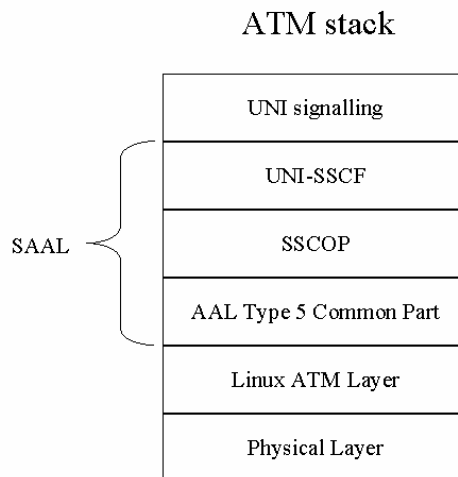 ATM stack
UNI signalling
UNI-SSCF
SAAL
SSCOP
AAL Type 5 Common Part
Linux ATM Layer
Physical Layer